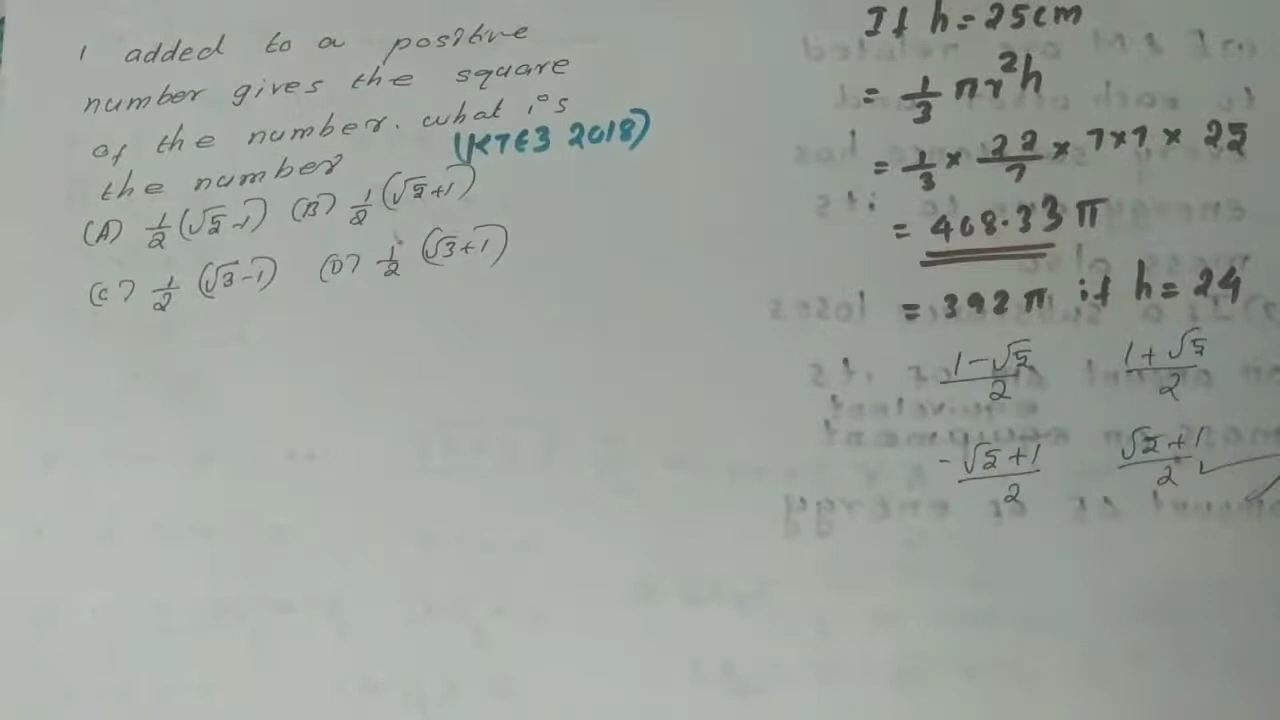 1 added to a positive
number gives the square
of the number. what is
the number
(KTE3 2018)
(A) 1/2 (√5-1) (B) 1/2 (√5+1)
(C) 1/2 (√3-1) (D) 1/2 (√3+1)
If h = 25cm
= 1/3 πr²h
= 1/3 × 22/7 × 7×7 × 25
= 408.33 π
= 392 π if h = 24
1-√5/2 1+√5/2
-√5+1/2 √5+1/2 ✓